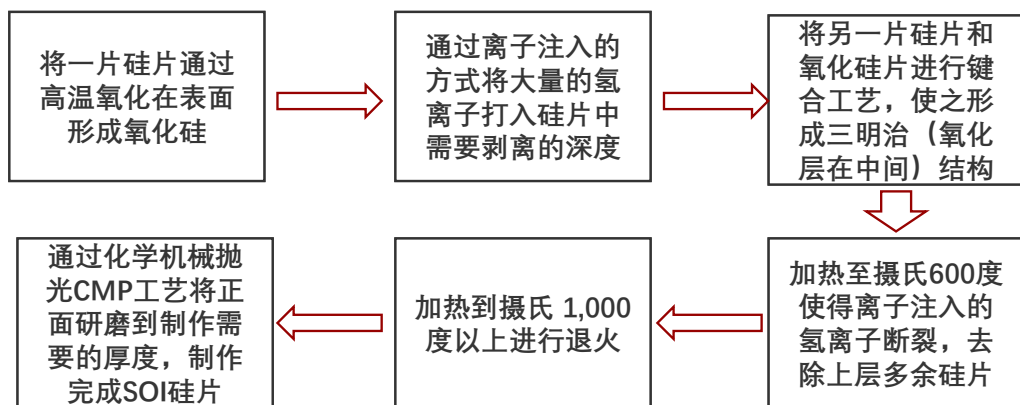 将一片硅片通过
高温氧化在表面
形成氧化硅
通过离子注入的
方式将大量的氢
离子打入硅片中
需要剥离的深度
将另一片硅片和
氧化硅片进行键
合工艺，使之形
成三明治（氧化
层在中间）结构
加热至摄氏600度
使得离子注入的
氢离子断裂，去
除上层多余硅片
加热到摄氏 1,000
度以上进行退火
通过化学机械抛
光CMP工艺将正
面研磨到制作需
要的厚度，制作
完成SOI硅片